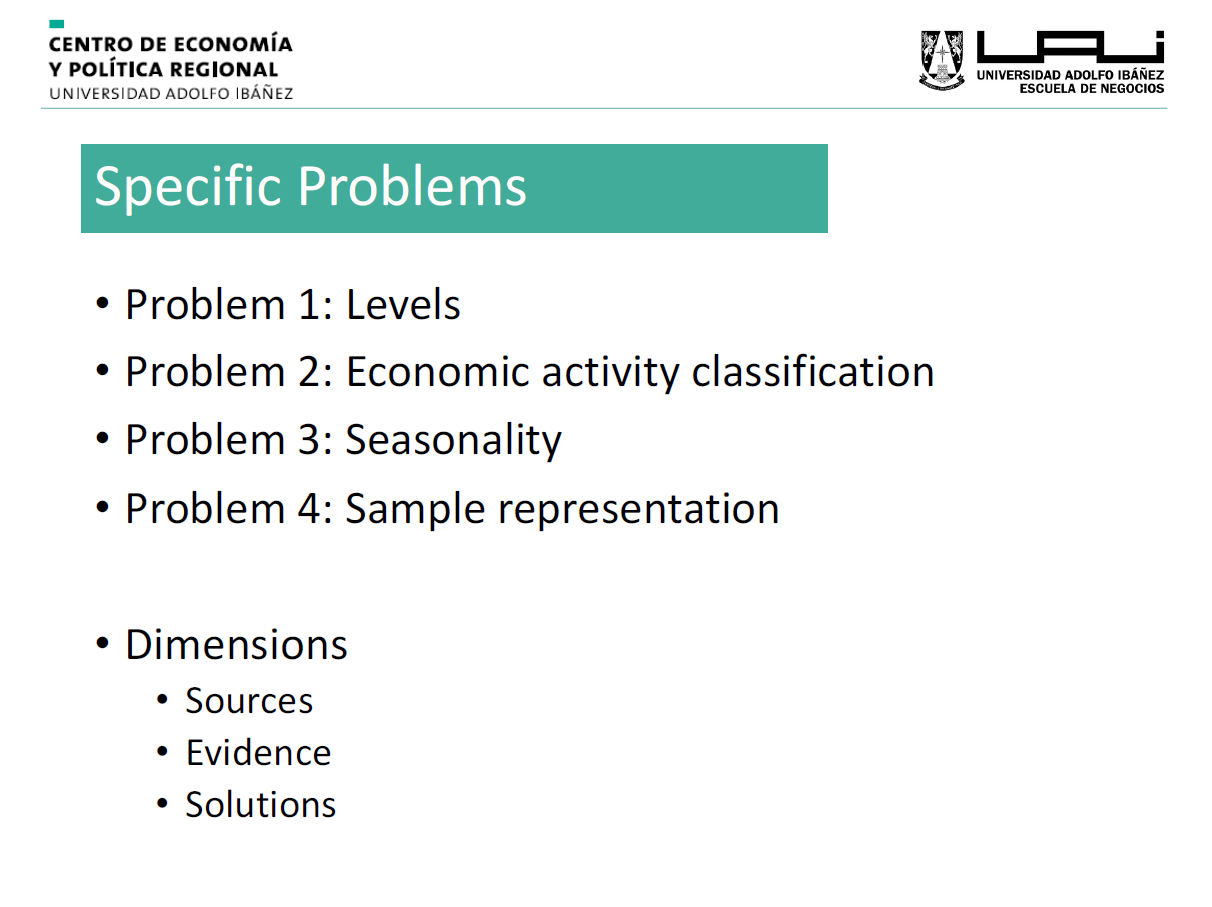 CENTRO DE ECONOMÍA
Y POLÍTICA REGIONAL
UNIVERSIDAD ADOLFO IBÁÑEZ
UAI
UNIVERSIDAD ADOLFO IBÁÑEZ
ESCUELA DE NEGOCIOS
Specific Problems
• Problem 1: Levels
• Problem 2: Economic activity classification
• Problem 3: Seasonality
• Problem 4: Sample representation
• Dimensions
• Sources
• Evidence
• Solutions